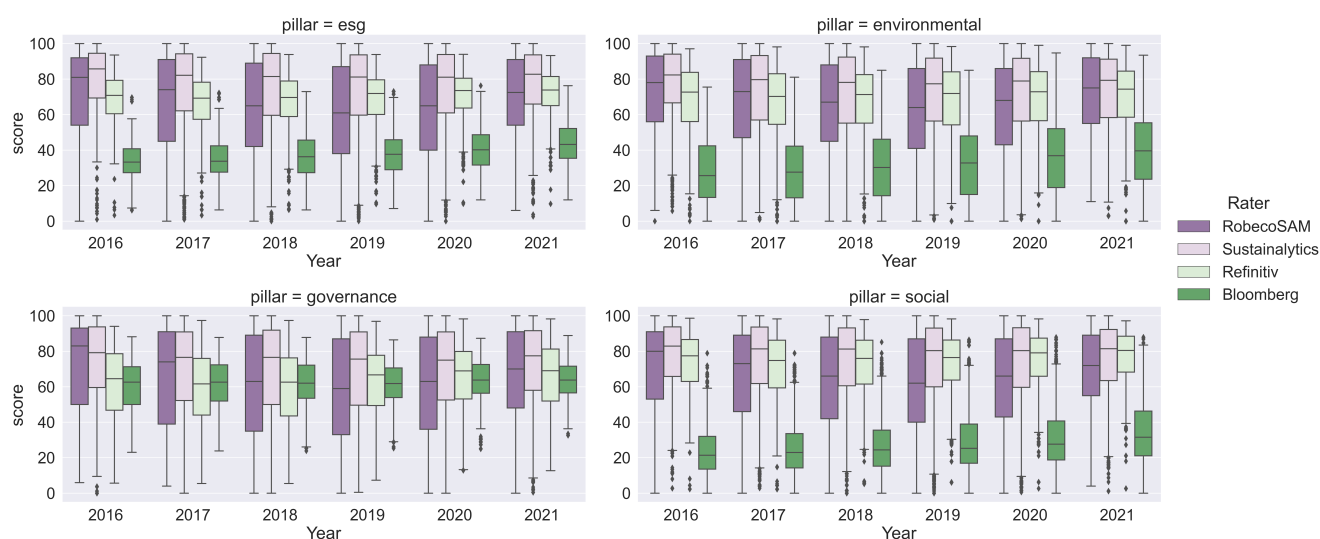 pillar = esg
100
80
60
40
20
0
score
2016 2017 2018 2019 2020 2021
Year
pillar = environmental
100
80
60
40
20
0
2016 2017 2018 2019 2020 2021
Year
pillar = governance
100
80
60
40
20
0
score
2016 2017 2018 2019 2020 2021
Year
pillar = social
100
80
60
40
20
0
2016 2017 2018 2019 2020 2021
Year
Rater
RobecoSAM
Sustainalytics
Refinitiv
Bloomberg